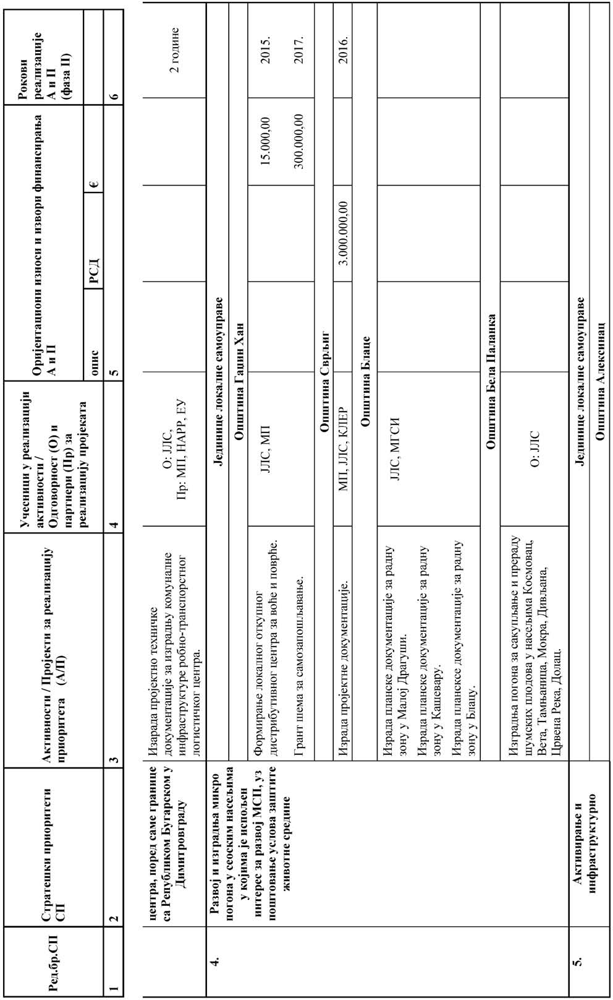 Ред.бр.СП
Стратешки приоритети
СП
Активности / Пројекти за реализацију
приоритета (А/П)
Учесници у реализацији
активности /
Одговорност (О) и
партнери (Пр) за
реализацију пројеката
Оријентациони износи и извори финансирања
А и П
Рокови
реализације
А и П
(фаза II)
опис
РСД
€
1
2
3
4
5
6
центра, поред саме границе
са Републиком Бугарском у
Димитровграду
Изарада пројектно техничке
документације за изградњу комуналне
инфраструктуре робно-транспорстног
логистичког центра.
О: ЈЛС,
Пр: МП, НАРР, ЕУ
2 године
4.
Развој и изградња микро
погона у сеоским насељима
у којима је испољен
интерес за развој МСП, уз
поштовање услова заштите
животне средине
Јединице локалне самоуправе
Општина Гаџин Хан
Формирање локалног откупног
дистрибутивног центра за воће и поврће.
ЈЛС, МП
15.000,00
2015.
Грант шема за самозапошљавање.
300.000,00
2017.
Општина Сврљиг
Израда пројектне документације.
МП, ЈЛС, КЛЕР
3.000.000,00
2016.
Општина Блаце
Израда планске документације за радну
зону у Малој Драгуши.
ЈЛС, МГСИ
Израда планске документације за радну
зону у Кашевару.
Израда плансксе документације за радну
зону у Блацу.
Општина Бела Паланка
Изградња погона за сакупљање и прераду
шумских плодова у насељима Космовац,
Вета, Тамњаница, Мокра, Дивљана,
Црвена Река, Долац.
О: ЈЛС
5.
Активирање и
инфраструктурно
Јединице локалне самоуправе
Општина Алексинац